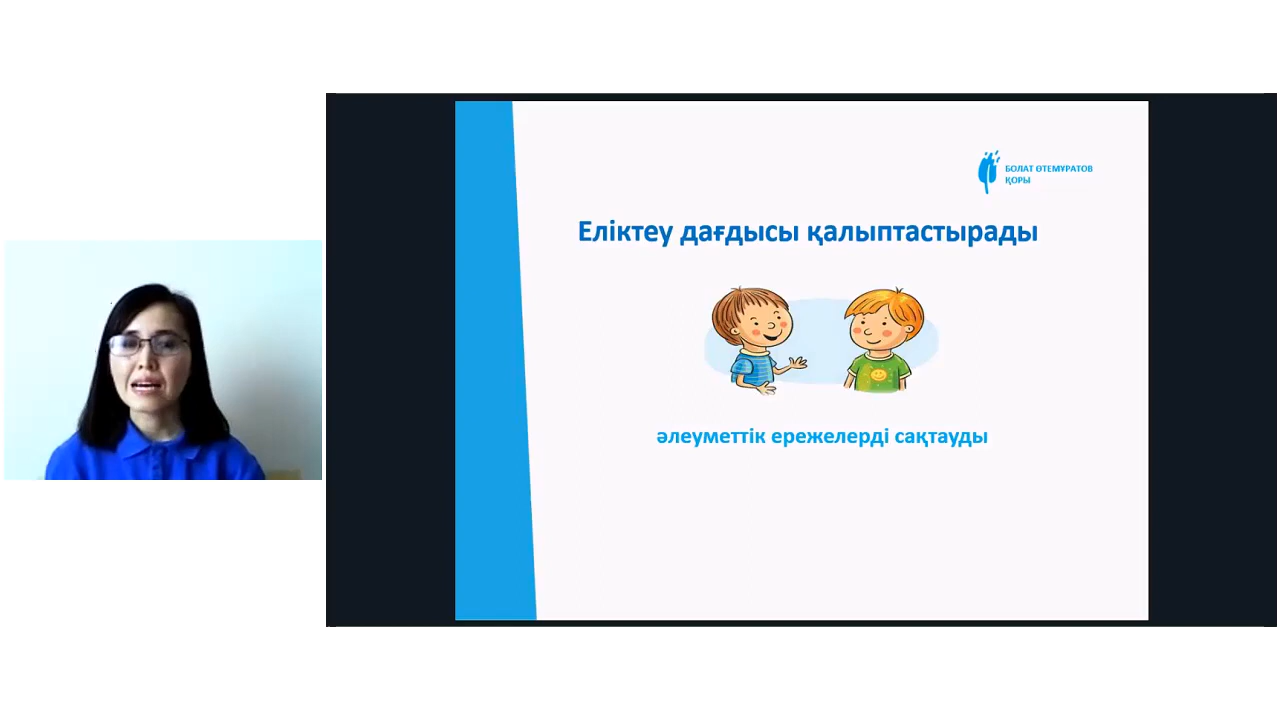 БОЛАТ ӨТЕМҰРАТОВ
ҚОРЫ
Еліктеу дағдысы қалыптастырады
әлеуметтік ережелерді сақтауды